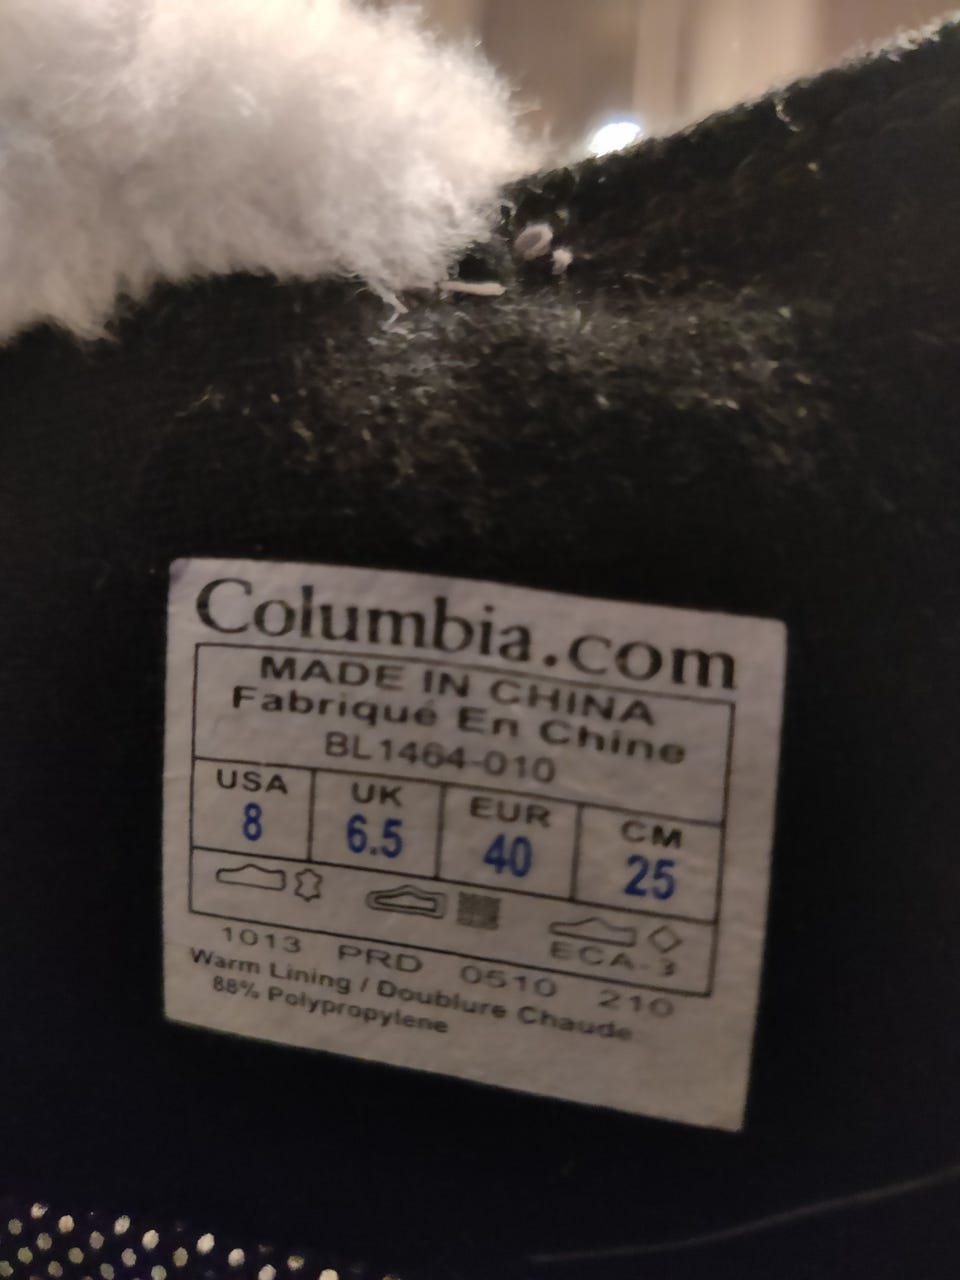 Columbia.com
MADE IN CHINA
Fabriqué En Chine
BL1464-010
USA UK EUR CM
8 6.5 40 25
ECA-3
1013 PRD 0510 210
Warm Lining / Doublure Chaude
88% Polypropylene